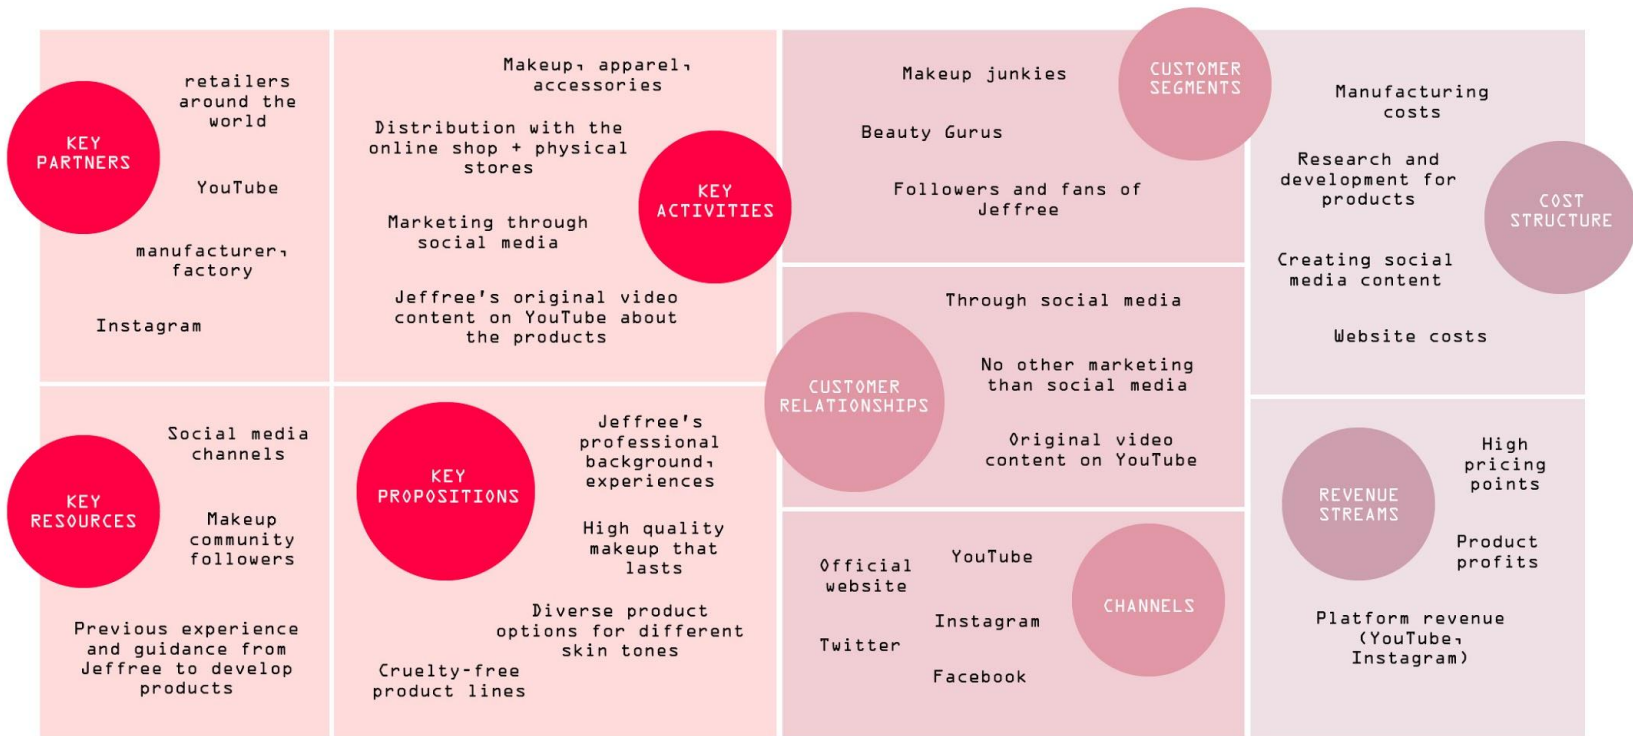 KEY
PARTNERS
retailers
around the
world
YouTube
manufacturer,
factory
Instagram
KEY
ACTIVITIES
Makeup, apparel,
accessories
Distribution with the
online shop + physical
stores
Marketing through
social media
Jeffree's original video
content on YouTube about
the products
CUSTOMER
SEGMENTS
Makeup junkies
Beauty Gurus
Followers and fans of
Jeffree
COST
STRUCTURE
Manufacturing
costs
Research and
development for
products
Creating social
media content
Website costs
KEY
RESOURCES
Social media
channels
Makeup
community
followers
Previous experience
and guidance from
Jeffree to develop
products
KEY
PROPOSITIONS
Jeffree's
professional
background,
experiences
High quality
makeup that
lasts
Diverse product
options for different
skin tones
Cruelty-free
product lines
CUSTOMER
RELATIONSHIPS
Through social media
No other marketing
than social media
Original video
content on YouTube
CHANNELS
Official
website
YouTube
Instagram
Twitter
Facebook
REVENUE
STREAMS
High
pricing
points
Product
profits
Platform revenue
(YouTube,
Instagram)